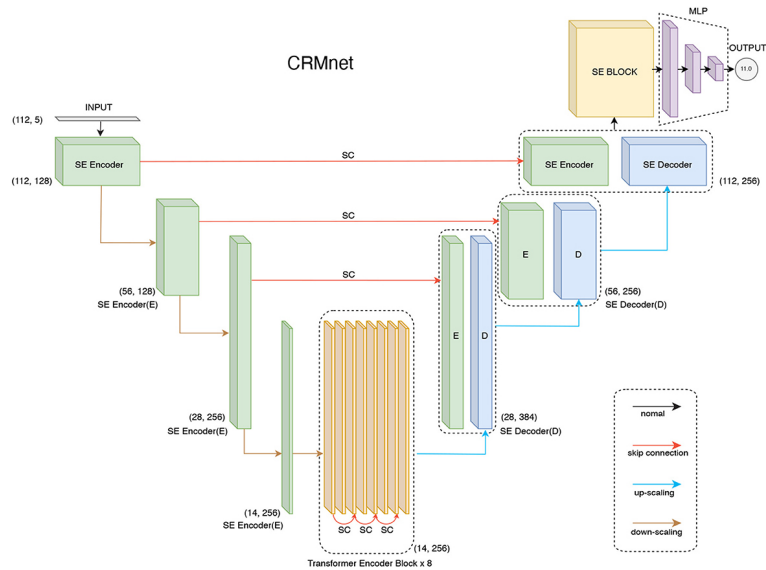 CRMnet
MLP
OUTPUT
11.0
SE BLOCK
INPUT
(112, 5)
SE Encoder
SC
SE Encoder
SE Decoder
(112, 128)
(112, 256)
SC
E
D
SC
(56, 128)
SE Encoder(E)
(56, 256)
SE Decoder(D)
E
D
(28, 256)
SE Encoder(E)
(28, 384)
SE Decoder(D)
nomal
skip connection
up-scaling
down-scaling
(14, 256)
SE Encoder(E)
SC
SC
SC
(14, 256)
Transformer Encoder Block x 8